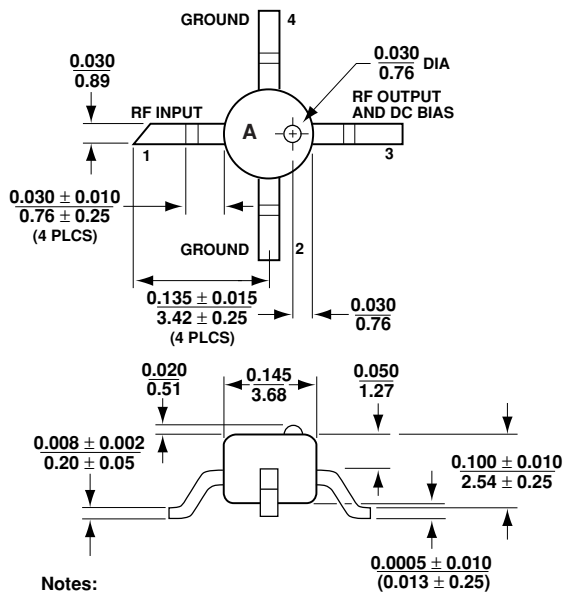 GROUND 4
0.030
0.89
0.030
0.76 DIA
RF INPUT
RF OUTPUT
AND DC BIAS
A
1
3
0.030 ± 0.010
0.76 ± 0.25
(4 PLCS)
GROUND 2
0.135 ± 0.015
3.42 ± 0.25
(4 PLCS)
0.030
0.76
0.020
0.51
0.145
3.68
0.050
1.27
0.008 ± 0.002
0.20 ± 0.05
0.100 ± 0.010
2.54 ± 0.25
0.0005 ± 0.010
(0.013 ± 0.25)
Notes: